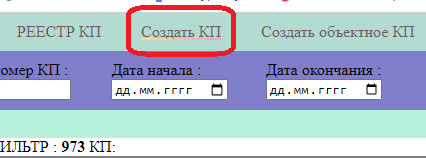 РЕЕСТР КП Создать КП Создать объектное КП
омер КП : Дата начала : Дата окончания :
дд.мм.гггг дд.мм.гггг
ИЛЬТР : 973 КП: